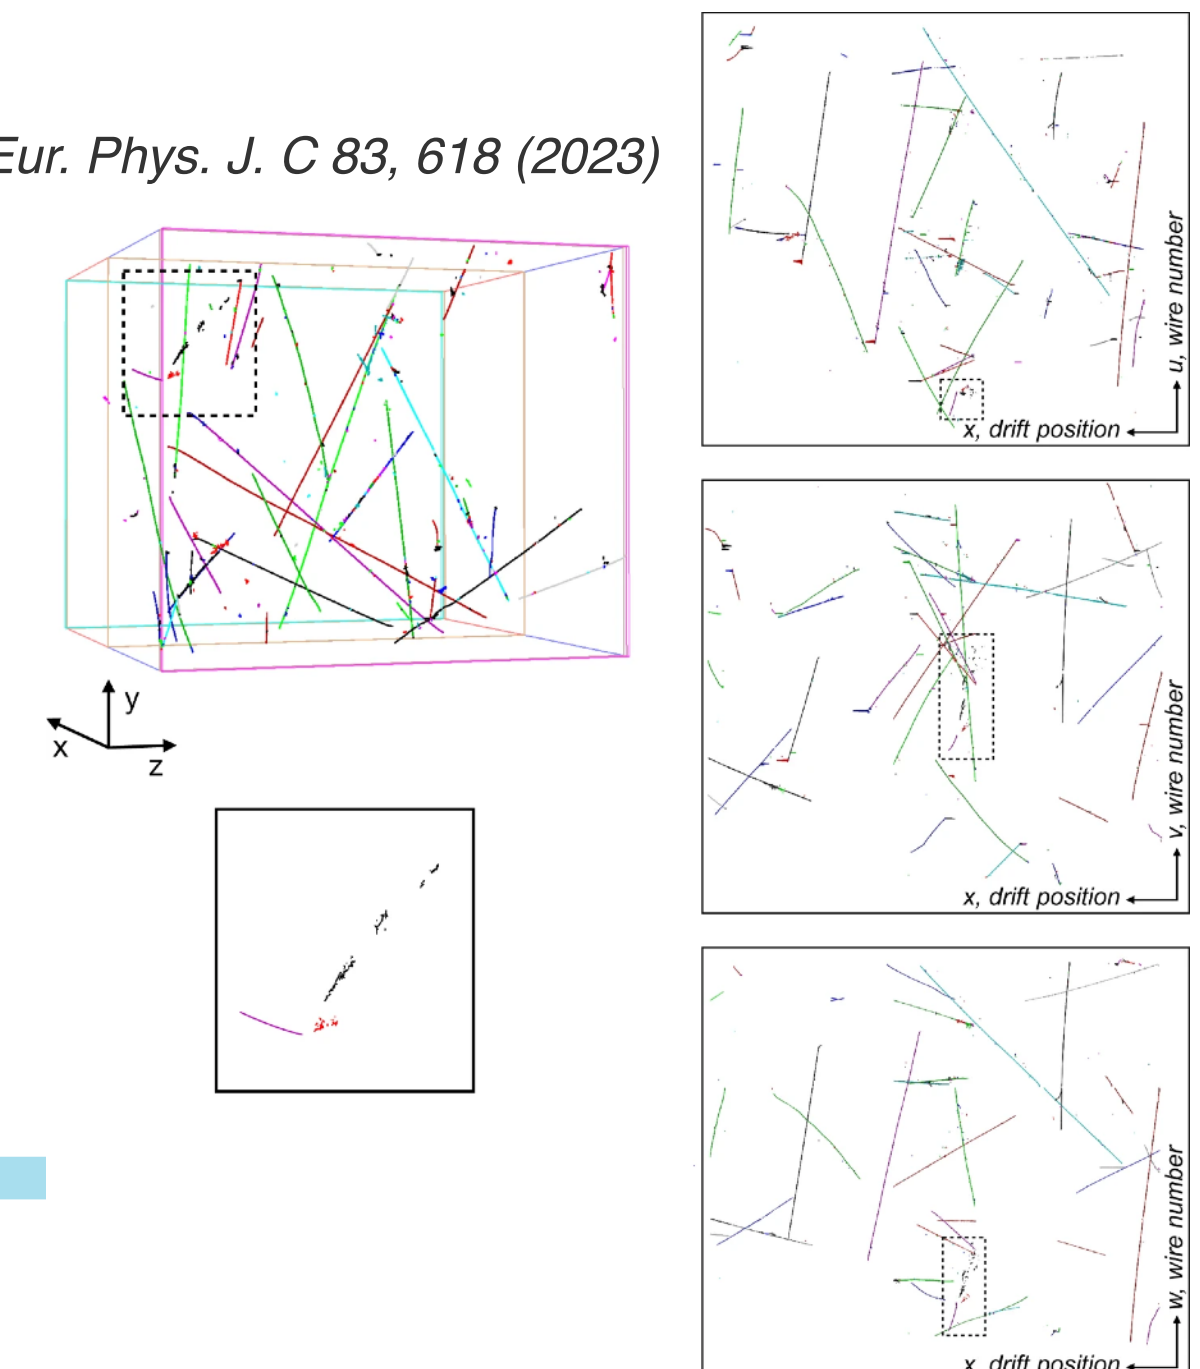 Eur. Phys. J. C 83, 618 (2023)
y
x
z
u, wire number
x, drift position
v, wire number
x, drift position
w, wire number
x, drift position